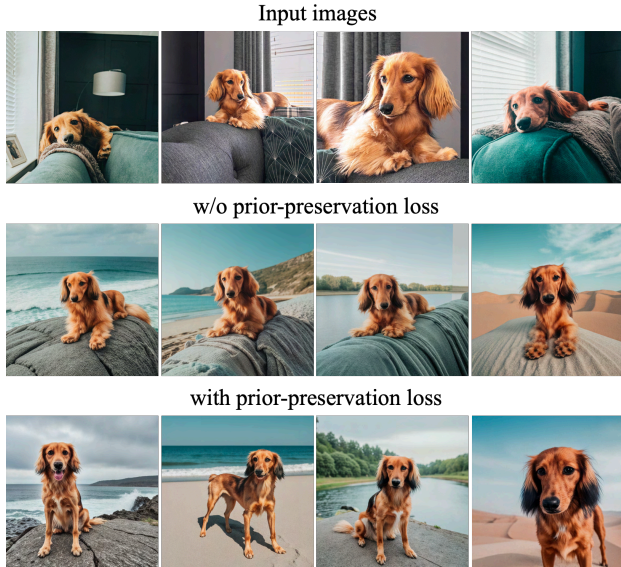 Input images
w/o prior-preservation loss
with prior-preservation loss